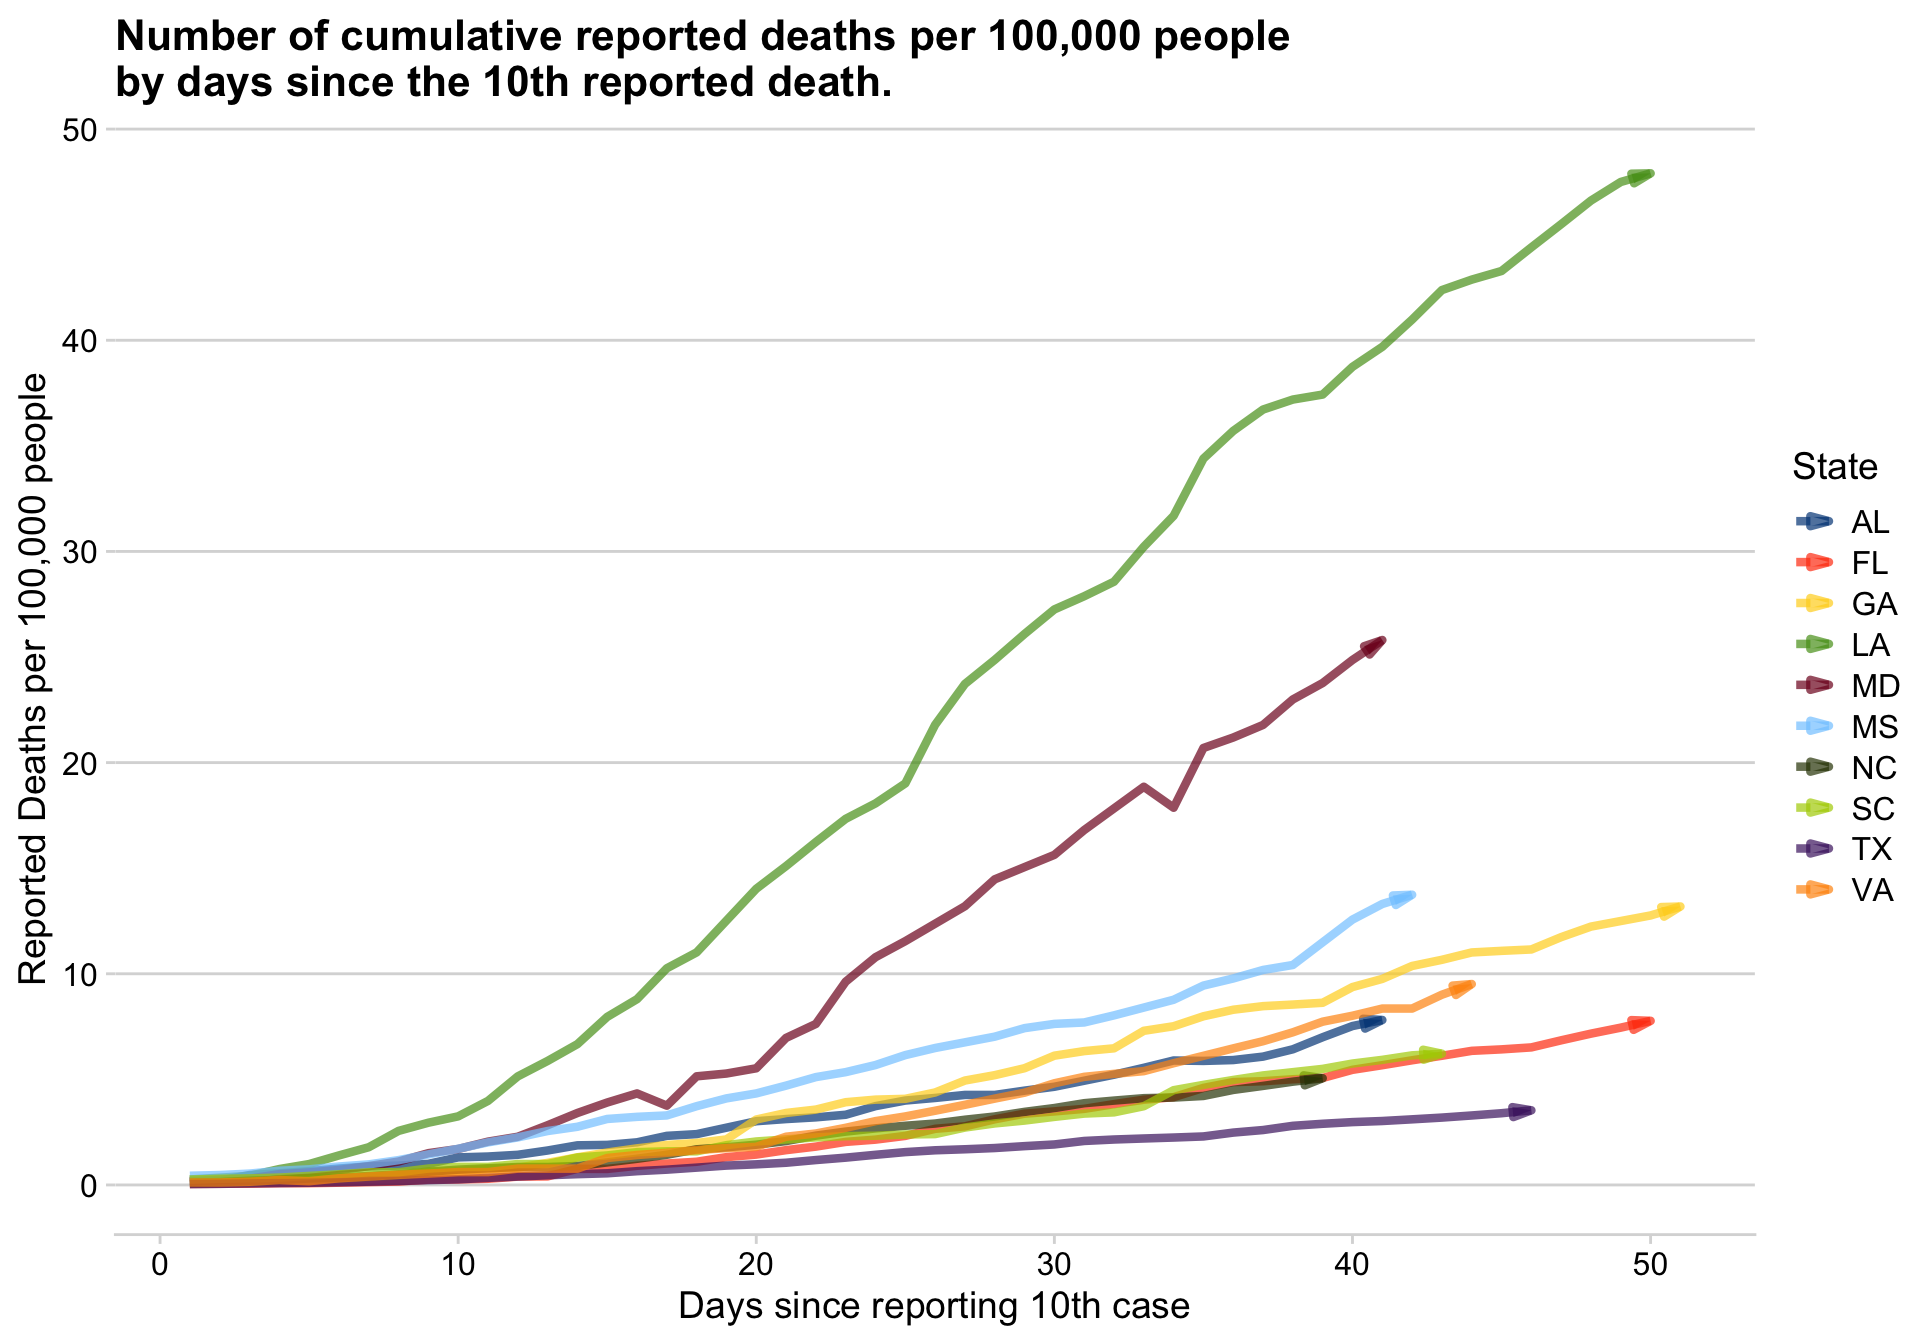 Number of cumulative reported deaths per 100,000 people
by days since the 10th reported death.
50
40
30
20
10
0
Reported Deaths per 100,000 people
0 10 20 30 40 50
Days since reporting 10th case
State
AL
FL
GA
LA
MD
MS
NC
SC
TX
VA